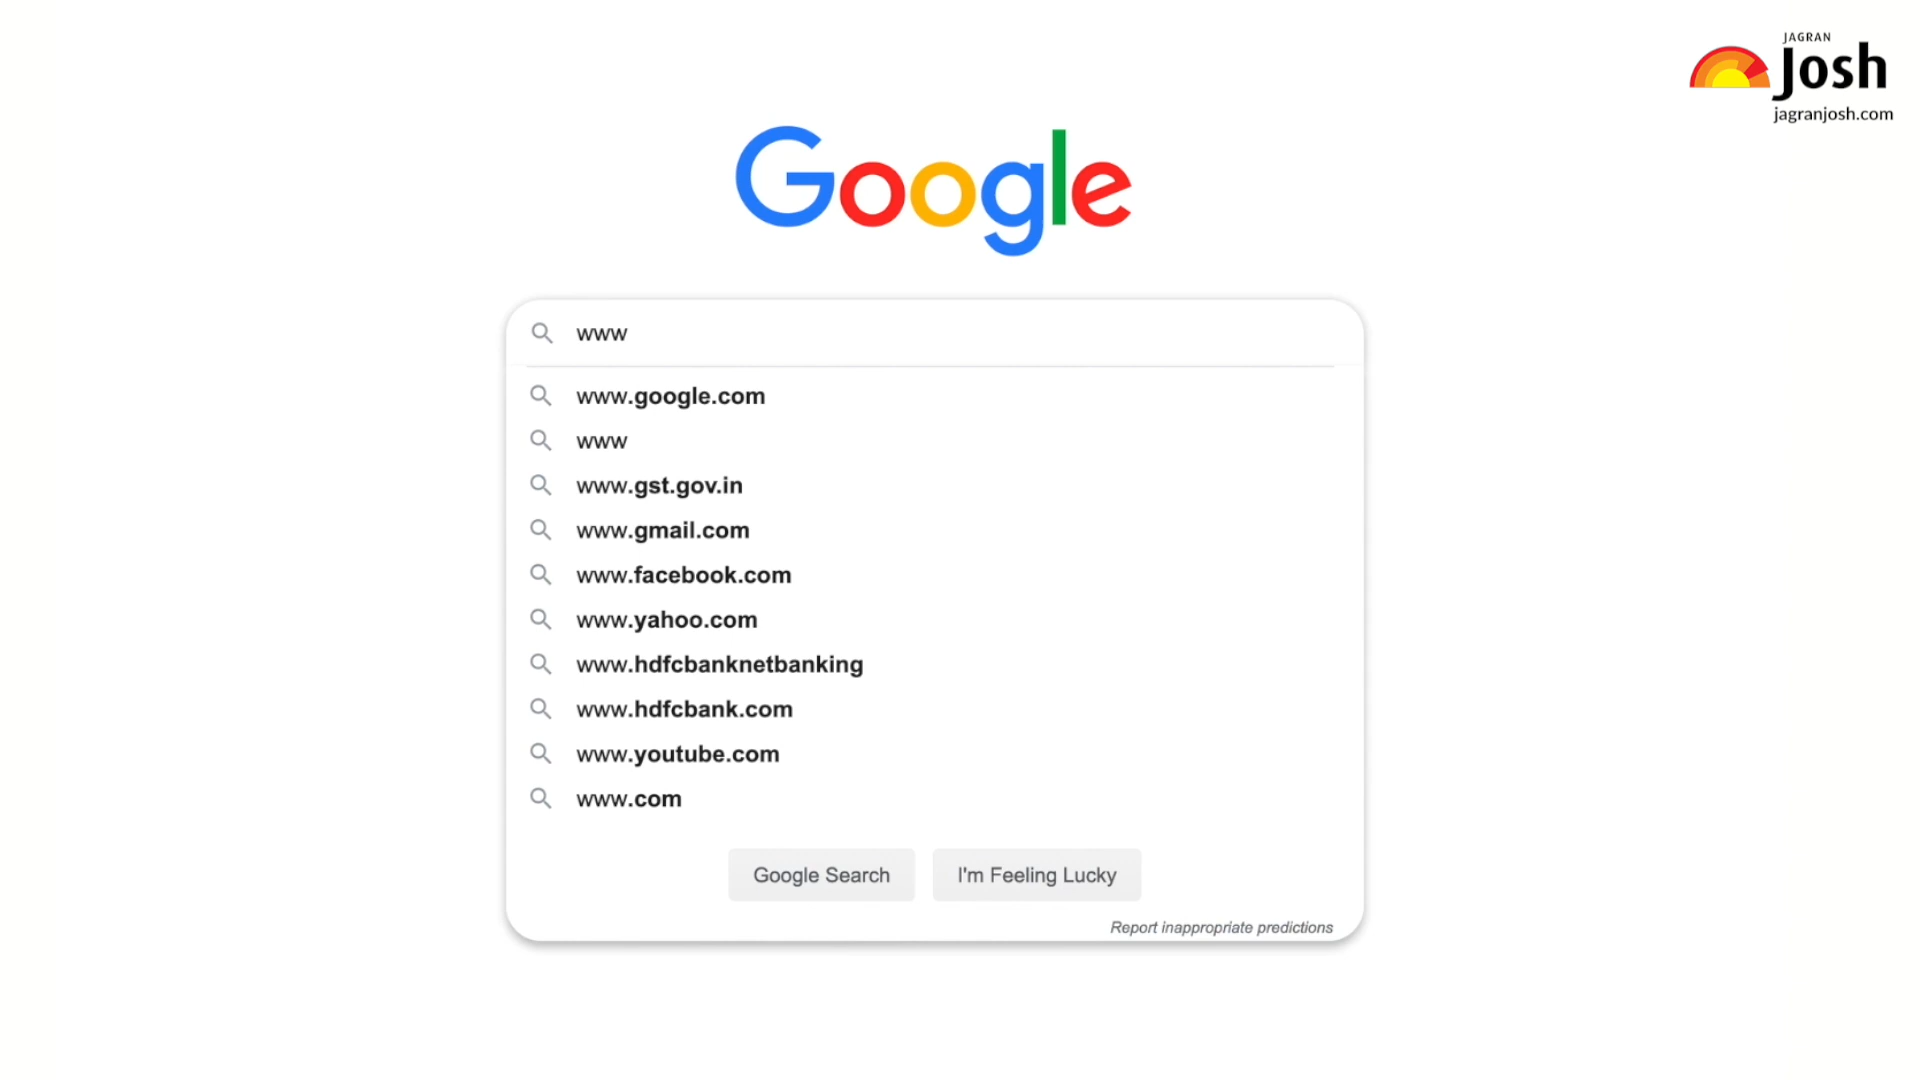 JAGRAN
Josh
jagranjosh.com
Google
www
www.google.com
www
www.gst.gov.in
www.gmail.com
www.facebook.com
www.yahoo.com
www.hdfcbanknetbanking
www.hdfcbank.com
www.youtube.com
www.com
Google Search I'm Feeling Lucky
Report inappropriate predictions